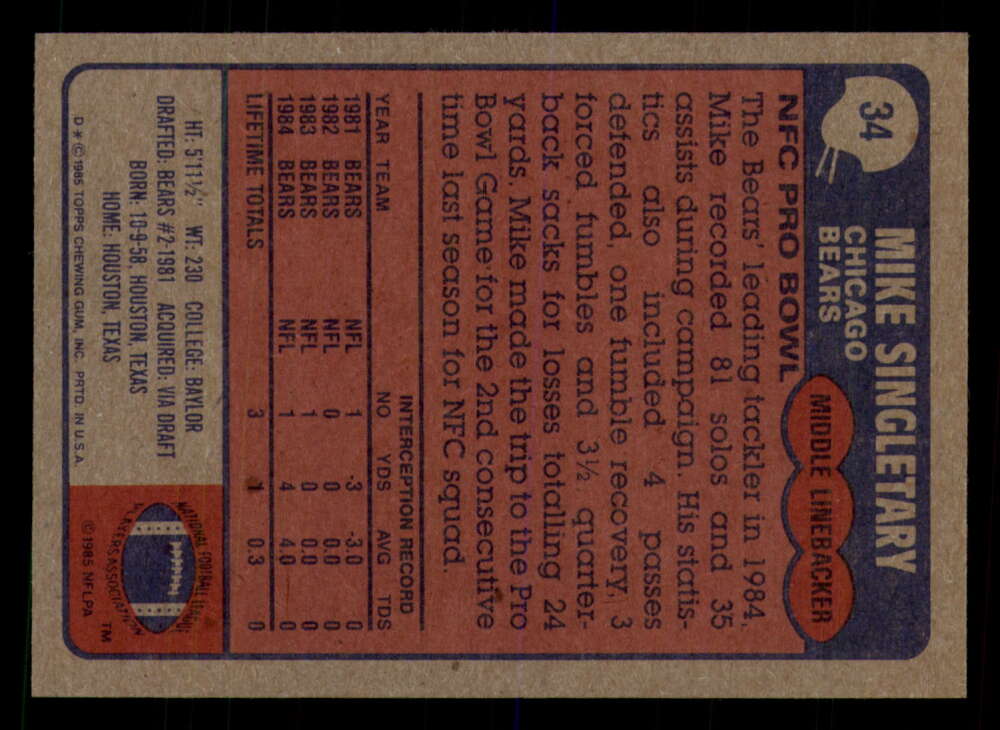 34
MIKE SINGLETARY
CHICAGO
BEARS
MIDDLE LINEBACKER
NFC PRO BOWL
The Bears' leading tackler in 1984,
Mike recorded 81 solos and 35
assists during campaign. His statis-
tics also included 4 passes
defended, one fumble recovery, 3
forced fumbles and 3½ quarter-
back sacks for losses totalling 24
yards. Mike made the trip to the Pro
Bowl Game for the 2nd consecutive
time last season for NFC squad.
INTERCEPTION RECORD
YEAR TEAM NO YDS AVG TDS
1981 BEARS NFL 1 -3 -3.0 0
1982 BEARS NFL 0 0 0.0 0
1983 BEARS NFL 1 0 0.0 0
1984 BEARS NFL 1 4 4.0 0
LIFETIME TOTALS 3 1 0.3 0
HT: 5'11½" WT: 230 COLLEGE: BAYLOR
DRAFTED: BEARS #2-1981 ACQUIRED: VIA DRAFT
BORN: 10-9-58, HOUSTON, TEXAS
HOME: HOUSTON, TEXAS
D*©1985 TOPPS CHEWING GUM, INC. PRTD. IN U.S.A.
NATIONAL FOOTBALL LEAGUE
PLAYERS ASSOCIATION
TM
©1985 NFLPA